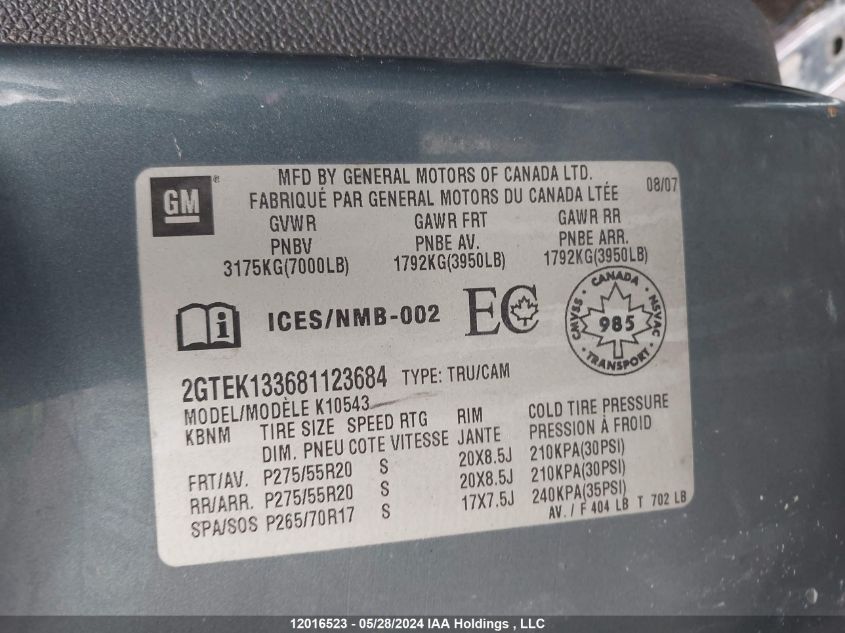 GM
MFD BY GENERAL MOTORS OF CANADA LTD.
FABRIQUÉ PAR GENERAL MOTORS DU CANADA LTÉE
08/07
GVWR GAWR FRT GAWR RR
PNBV PNBE AV. PNBE ARR.
3175KG(7000LB) 1792KG(3950LB) 1792KG(3950LB)
i ICES/NMB-002 EC
CANADA
CMVSS 985 NSVAC
TRANSPORT
2GTEK133681123684 TYPE: TRU/CAM
MODEL/MODÈLE K10543
KBNM TIRE SIZE SPEED RTG RIM COLD TIRE PRESSURE
DIM. PNEU COTE VITESSE JANTE PRESSION À FROID
FRT/AV. P275/55R20 S 20X8.5J 210KPA(30PSI)
RR/ARR. P275/55R20 S 20X8.5J 210KPA(30PSI)
SPA/SOS P265/70R17 S 17X7.5J 240KPA(35PSI)
AV. / F 404 LB T 702 LB
12016523 - 05/28/2024 IAA Holdings , LLC